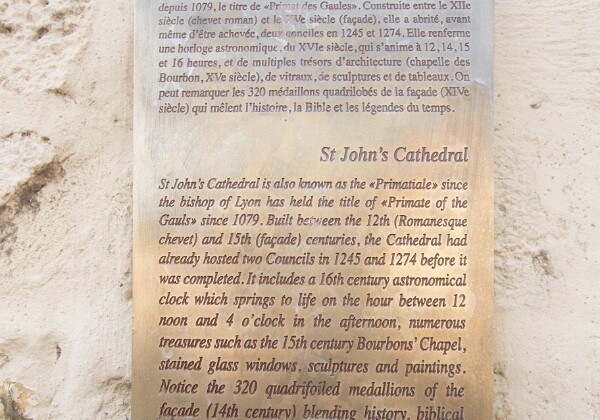 depuis 1079, le titre de «Primat des Gaules». Construite entre le XIIe
siècle (chevet roman) et le XVe siècle (façade), elle a abrité, avant
même d'être achevée, deux conciles en 1245 et 1274. Elle renferme
une horloge astronomique, du XVIe siècle, qui s'anime à 12, 14, 15
et 16 heures, et de multiples trésors d'architecture (chapelle des
Bourbon, XVe siècle), de vitraux, de sculptures et de tableaux. On
peut remarquer les 320 médaillons quadrilobés de la façade (XIVe
siècle) qui mêlent l'histoire, la Bible et les légendes du temps.
St John's Cathedral
St John's Cathedral is also known as the «Primatiale» since
the bishop of Lyon has held the title of «Primate of the
Gauls» since 1079. Built between the 12th (Romanesque
chevet) and 15th (façade) centuries, the Cathedral had
already hosted two Councils in 1245 and 1274 before it
was completed. It includes a 16th century astronomical
clock which springs to life on the hour between 12
noon and 4 o'clock in the afternoon, numerous
treasures such as the 15th century Bourbons' Chapel,
stained glass windows, sculptures and paintings.
Notice the 320 quadrifoiled medallions of the
façade (14th century) blending history, biblical